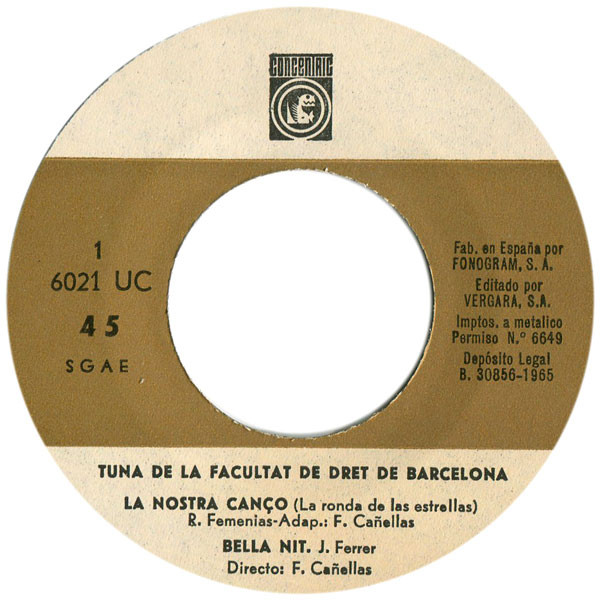 CONCENTRIC
1
6021 UC
45
SGAE
Fab. en España por
FONOGRAM, S. A.
Editado por
VERGARA, S.A.
Imptos. a metalico
Permiso N.º 6649
Depósito Legal
B. 30856-1965
TUNA DE LA FACULTAT DE DRET DE BARCELONA
LA NOSTRA CANÇO (La ronda de las estrellas)
R. Femenias-Adap.: F. Cañellas
BELLA NIT. J. Ferrer
Directo: F. Cañellas